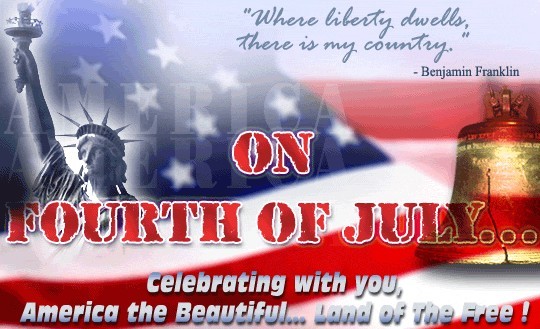 "Where liberty dwells,
there is my country."
- Benjamin Franklin
AMERICA
AMERICA
ON
FOURTH OF JULY...
Celebrating with you,
America the Beautiful... Land of The Free !